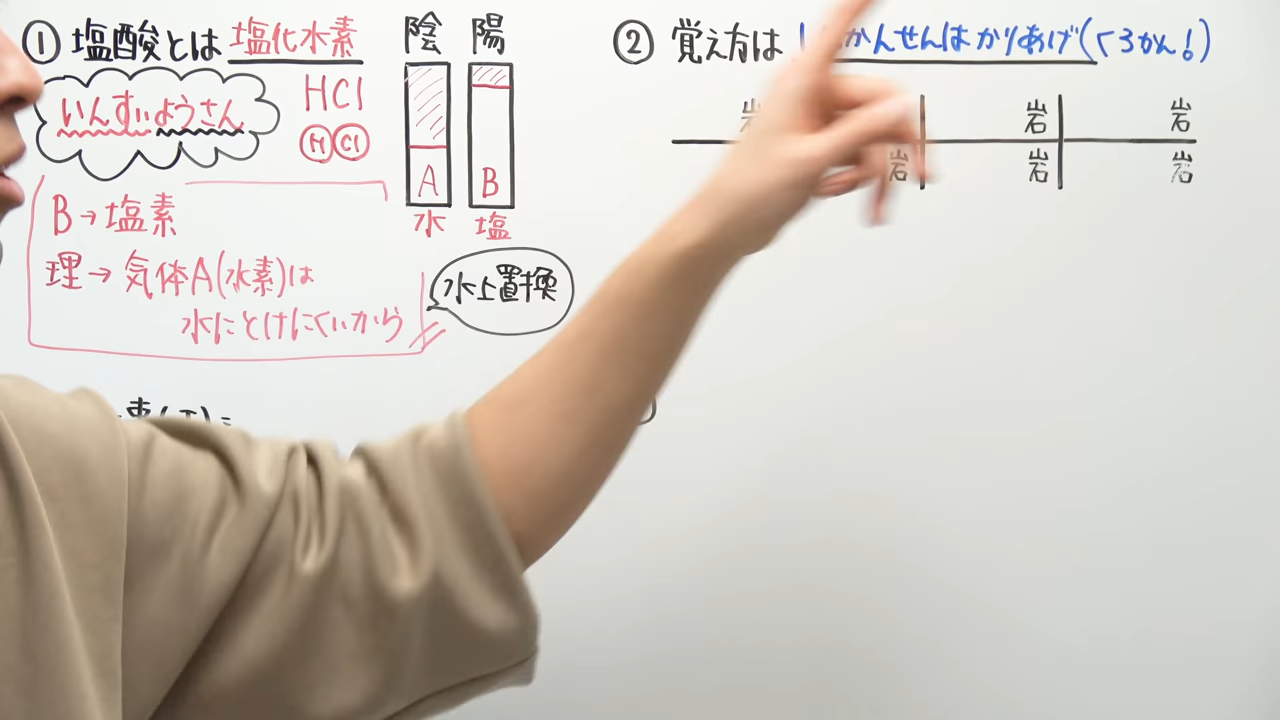 ① 塩酸とは 塩化水素
いんすいようさん
HCl
H Cl
陰 陽
A B
水 塩
B→塩素
理→気体A(水素)は
水にとけにくいから
水上置換
② 覚え方は し かんせんはかりあげ(くろかん!)
岩 岩 岩
岩 岩 岩